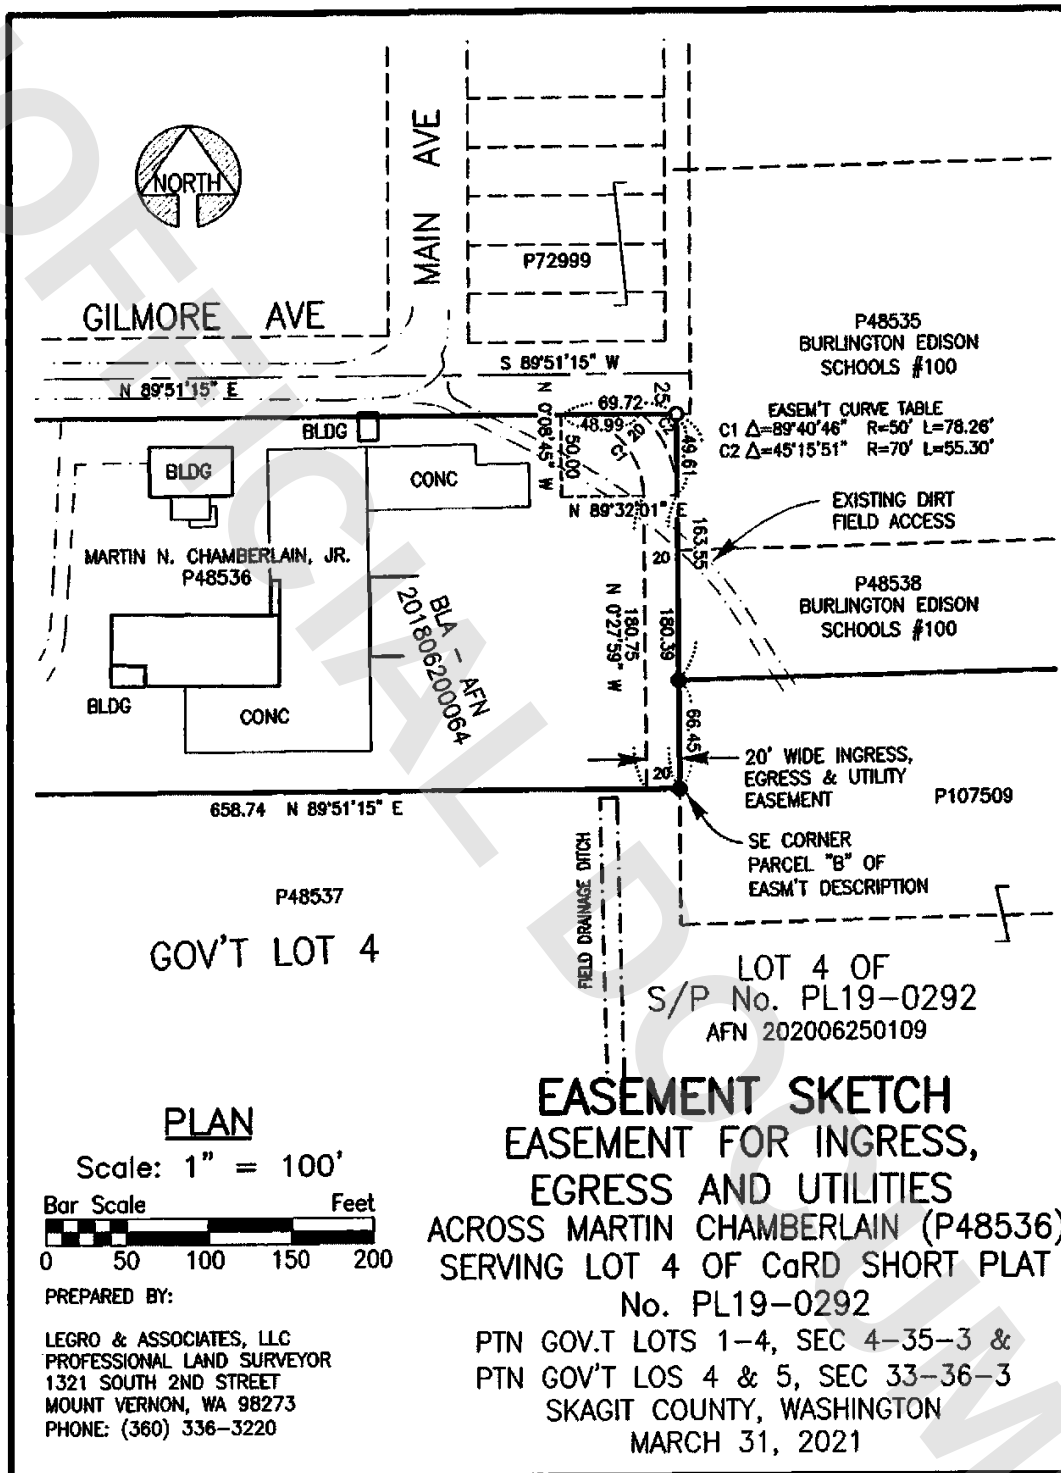 NORTH
MAIN AVE
GILMORE AVE
P72999
P48535
BURLINGTON EDISON
SCHOOLS #100
S 89°51'15" W
N 89°51'15" E
25
69.72
48.99
20
C1
C2
N 0°08'45" W
50.00
49.61
EASEM'T CURVE TABLE
C1 Δ=89°40'46" R=50' L=78.26'
C2 Δ=45°15'51" R=70' L=55.30'
BLDG
BLDG
CONC
N 89°32'01" E
EXISTING DIRT
FIELD ACCESS
MARTIN N. CHAMBERLAIN, JR.
P48536
163.55
20
P48538
BURLINGTON EDISON
SCHOOLS #100
BLA - AFN
201806200064
N 0°27'59" W
180.75
180.39
BLDG
CONC
66.45
20' WIDE INGRESS,
EGRESS & UTILITY
EASEMENT
20
P107509
658.74 N 89°51'15" E
SE CORNER
PARCEL "B" OF
EASM'T DESCRIPTION
FIELD DRAINAGE DITCH
P48537
GOV'T LOT 4
LOT 4 OF
S/P No. PL19-0292
AFN 202006250109
PLAN
Scale: 1" = 100'
Bar Scale Feet
0 50 100 150 200
PREPARED BY:
LEGRO & ASSOCIATES, LLC
PROFESSIONAL LAND SURVEYOR
1321 SOUTH 2ND STREET
MOUNT VERNON, WA 98273
PHONE: (360) 336-3220
EASEMENT SKETCH
EASEMENT FOR INGRESS,
EGRESS AND UTILITIES
ACROSS MARTIN CHAMBERLAIN (P48536)
SERVING LOT 4 OF CaRD SHORT PLAT
No. PL19-0292
PTN GOV.T LOTS 1-4, SEC 4-35-3 &
PTN GOV'T LOS 4 & 5, SEC 33-36-3
SKAGIT COUNTY, WASHINGTON
MARCH 31, 2021
OFFICIAL DOCUM